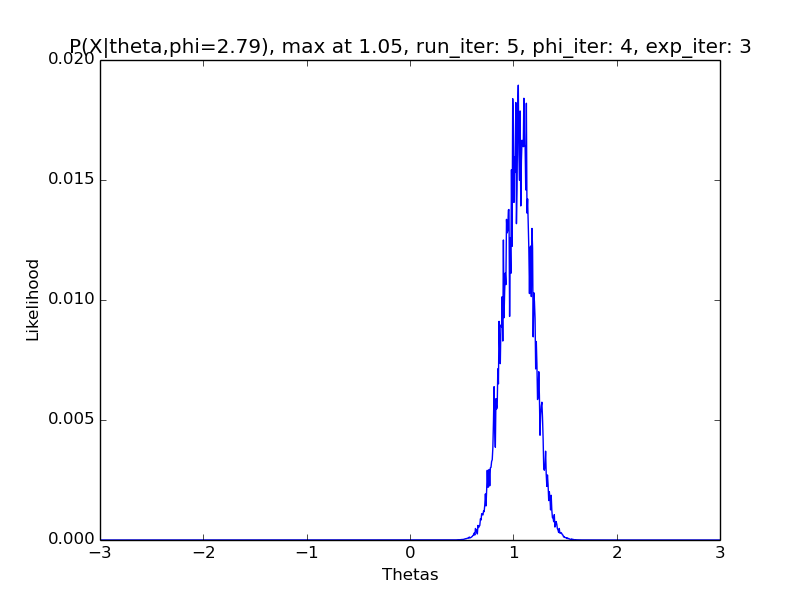 P(X|theta,phi=2.79), max at 1.05, run_iter: 5, phi_iter: 4, exp_iter: 3
0.020
0.015
0.010
0.005
0.000
Likelihood
−3 −2 −1 0 1 2 3
Thetas